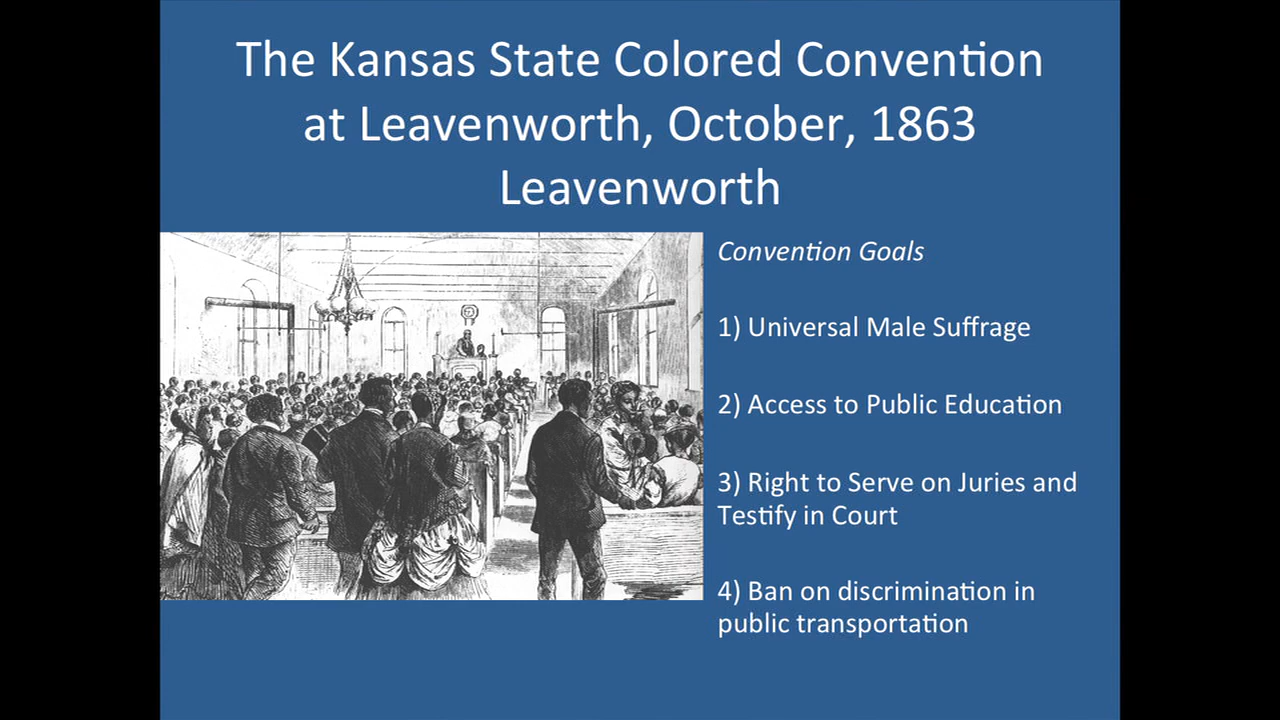 The Kansas State Colored Convention
at Leavenworth, October, 1863
Leavenworth
Convention Goals
1) Universal Male Suffrage
2) Access to Public Education
3) Right to Serve on Juries and
Testify in Court
4) Ban on discrimination in
public transportation